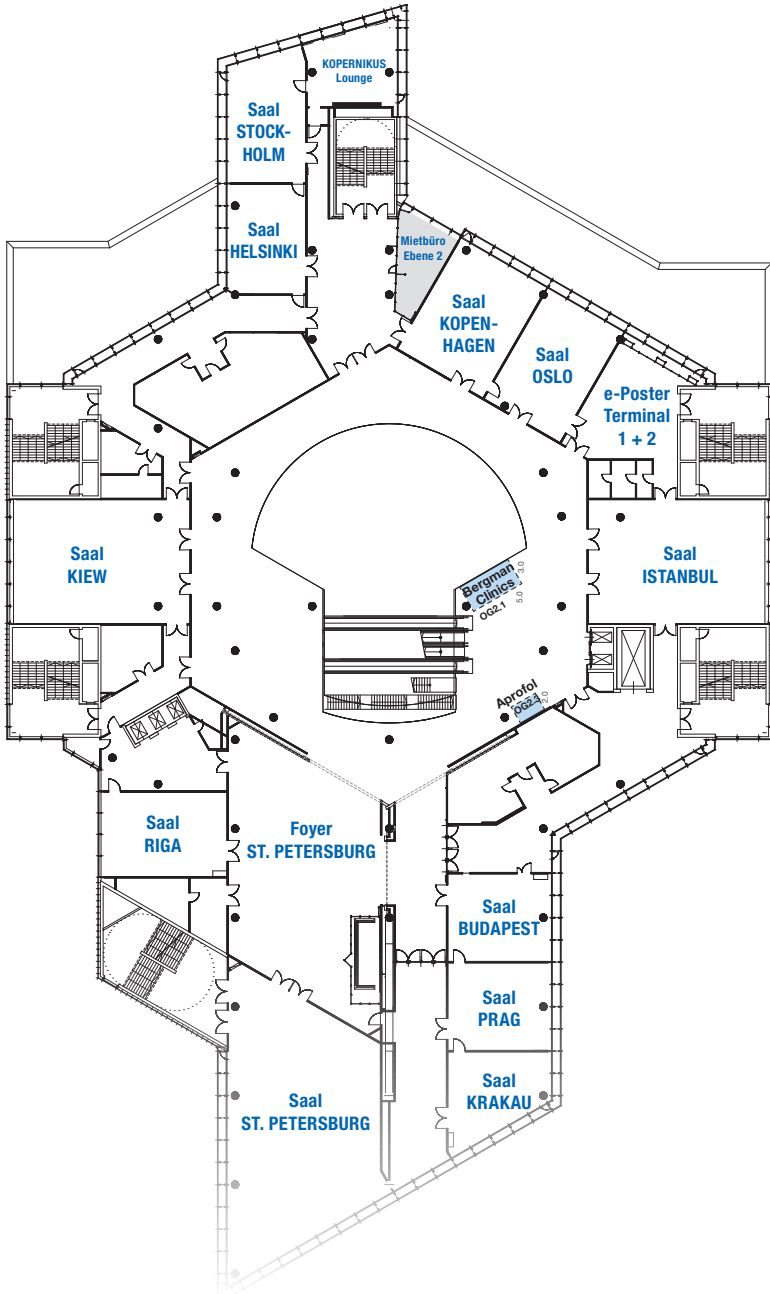 KOPERNIKUS
Lounge
Saal
STOCK-
HOLM
Saal
HELSINKI
Mietbüro
Ebene 2
Saal
KOPEN-
HAGEN
Saal
OSLO
e-Poster
Terminal
1 + 2
Saal
KIEW
Saal
ISTANBUL
Bergman
Clinics
3.0
5.0
OG2.1
Aprofol
2.0
Saal
RIGA
Foyer
ST. PETERSBURG
Saal
BUDAPEST
Saal
PRAG
Saal
KRAKAU
Saal
ST. PETERSBURG